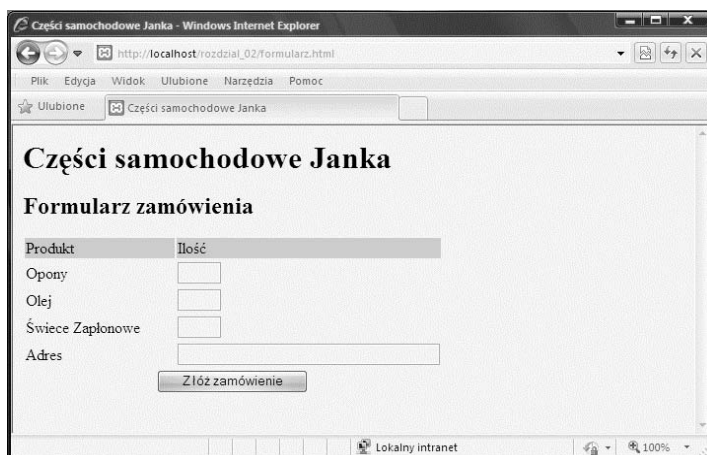 Części samochodowe Janka - Windows Internet Explorer
http://localhost/rozdzial_02/formularz.html
Plik Edycja Widok Ulubione Narzędzia Pomoc
Ulubione Części samochodowe Janka
Części samochodowe Janka
Formularz zamówienia
Produkt Ilość
Opony
Olej
Świece Zapłonowe
Adres
Złóż zamówienie
Lokalny intranet 100%